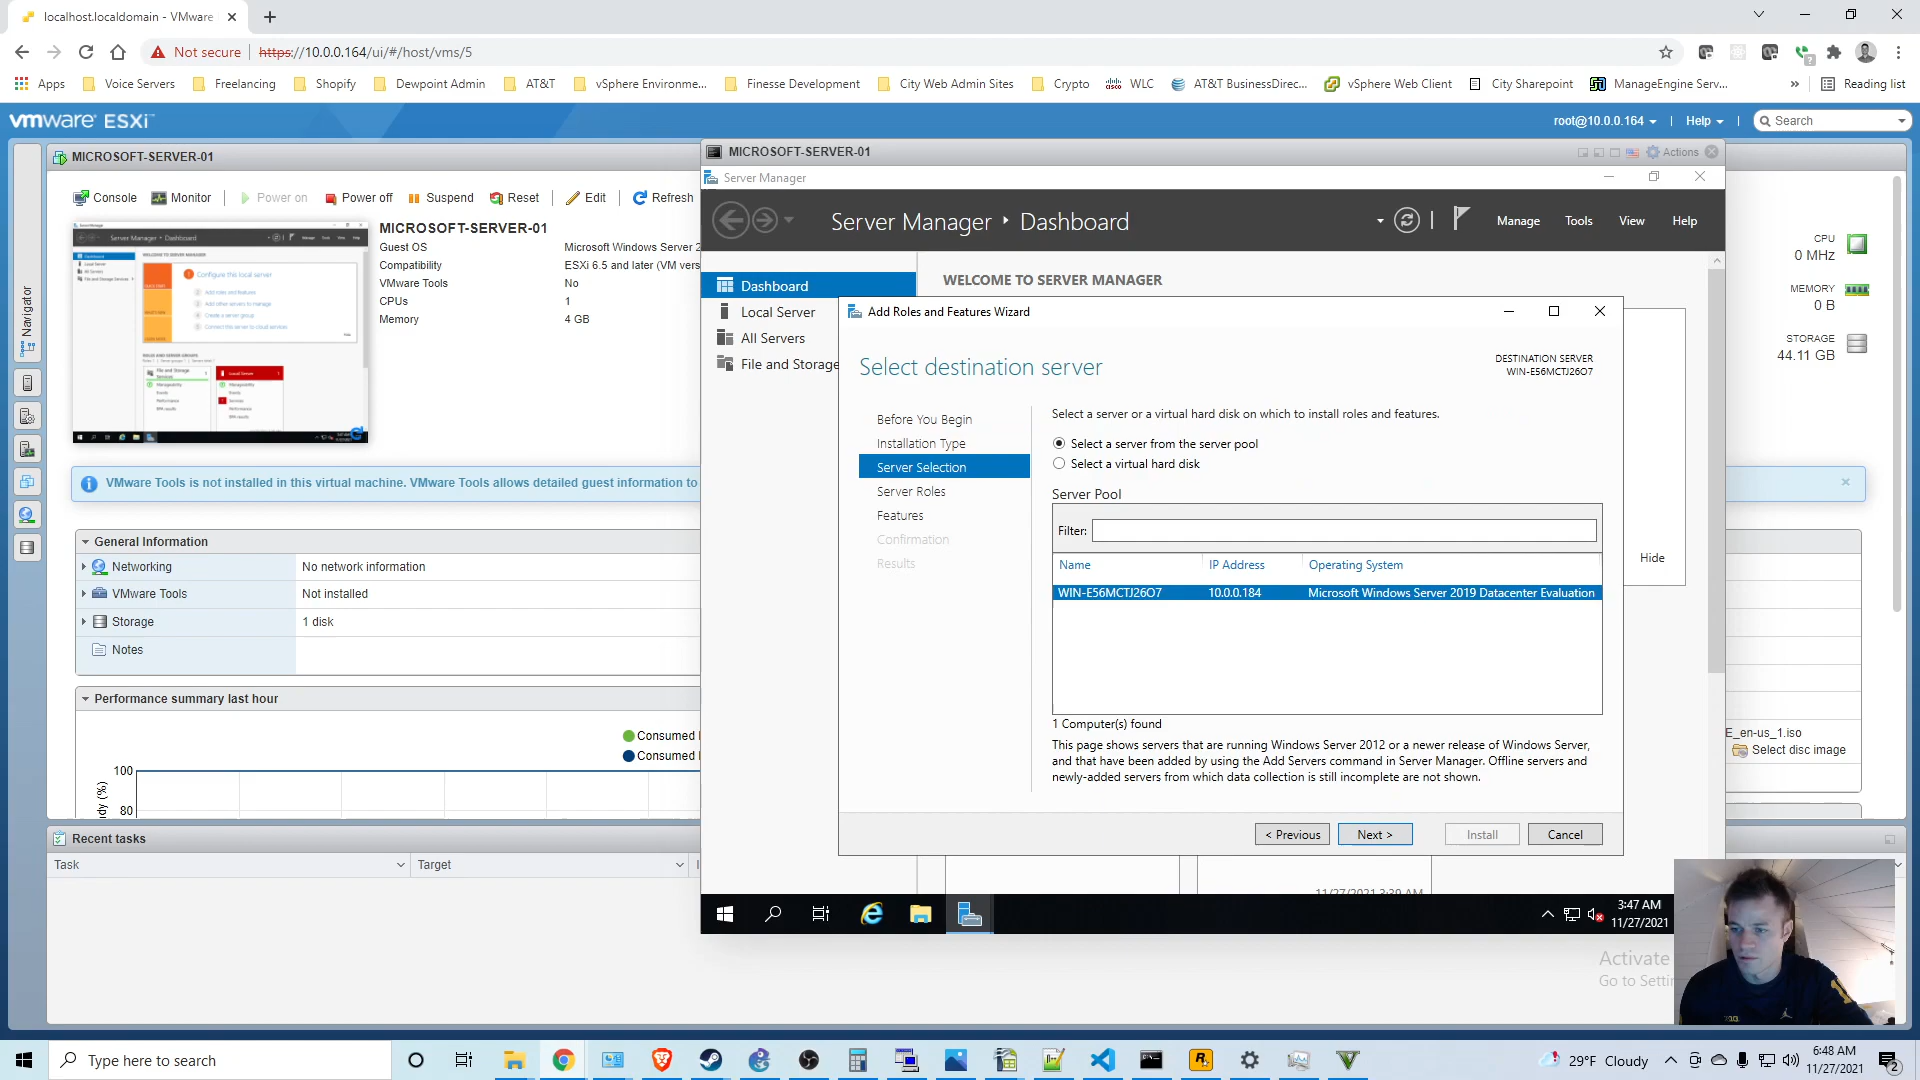 localhost.localdomain - VMware
Not secure
https://10.0.0.164/ui/#/host/vms/5
Apps
Voice Servers
Freelancing
Shopify
Dewpoint Admin
AT&T
vSphere Environme...
Finesse Development
City Web Admin Sites
Crypto
WLC
AT&T BusinessDirec...
vSphere Web Client
City Sharepoint
ManageEngine Serv...
»
Reading list
vmware ESXi
root@10.0.0.164
Help
Search
Navigator
MICROSOFT-SERVER-01
Console
Monitor
Power on
Power off
Suspend
Reset
Edit
Refresh
MICROSOFT-SERVER-01
Guest OS
Microsoft Windows Server 2
Compatibility
ESXi 6.5 and later (VM vers
VMware Tools
No
CPUs
1
Memory
4 GB
VMware Tools is not installed in this virtual machine. VMware Tools allows detailed guest information to
General Information
Networking
No network information
VMware Tools
Not installed
Storage
1 disk
Notes
Performance summary last hour
Consumed
Consumed
100
80
Recent tasks
Task
Target
MICROSOFT-SERVER-01
Actions
Server Manager
Server Manager
Dashboard
Manage
Tools
View
Help
Dashboard
Local Server
All Servers
File and Storage
WELCOME TO SERVER MANAGER
Hide
Add Roles and Features Wizard
Select destination server
DESTINATION SERVER
WIN-E56MCTJ26O7
Before You Begin
Installation Type
Server Selection
Server Roles
Features
Confirmation
Results
Select a server or a virtual hard disk on which to install roles and features.
Select a server from the server pool
Select a virtual hard disk
Server Pool
Filter:
Name
IP Address
Operating System
WIN-E56MCTJ26O7
10.0.0.184
Microsoft Windows Server 2019 Datacenter Evaluation
1 Computer(s) found
This page shows servers that are running Windows Server 2012 or a newer release of Windows Server,
and that have been added by using the Add Servers command in Server Manager. Offline servers and
newly-added servers from which data collection is still incomplete are not shown.
< Previous
Next >
Install
Cancel
11/27/2021 3:39 AM
3:47 AM
11/27/2021
CPU
0 MHz
MEMORY
0 B
STORAGE
44.11 GB
E_en-us_1.iso
Select disc image
Activate
Go to Settin
Type here to search
29°F Cloudy
6:48 AM
11/27/2021
2